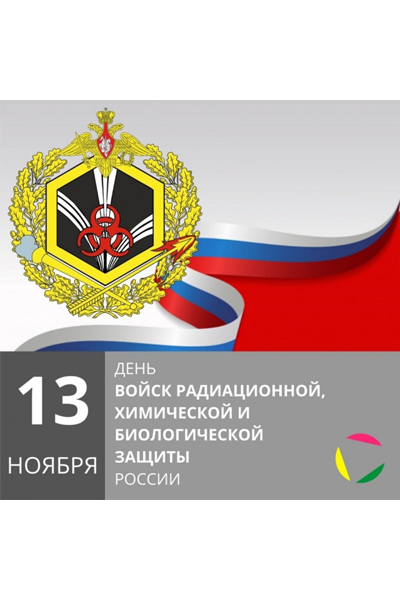 13
НОЯБРЯ
ДЕНЬ
ВОЙСК РАДИАЦИОННОЙ,
ХИМИЧЕСКОЙ И
БИОЛОГИЧЕСКОЙ
ЗАЩИТЫ
РОССИИ